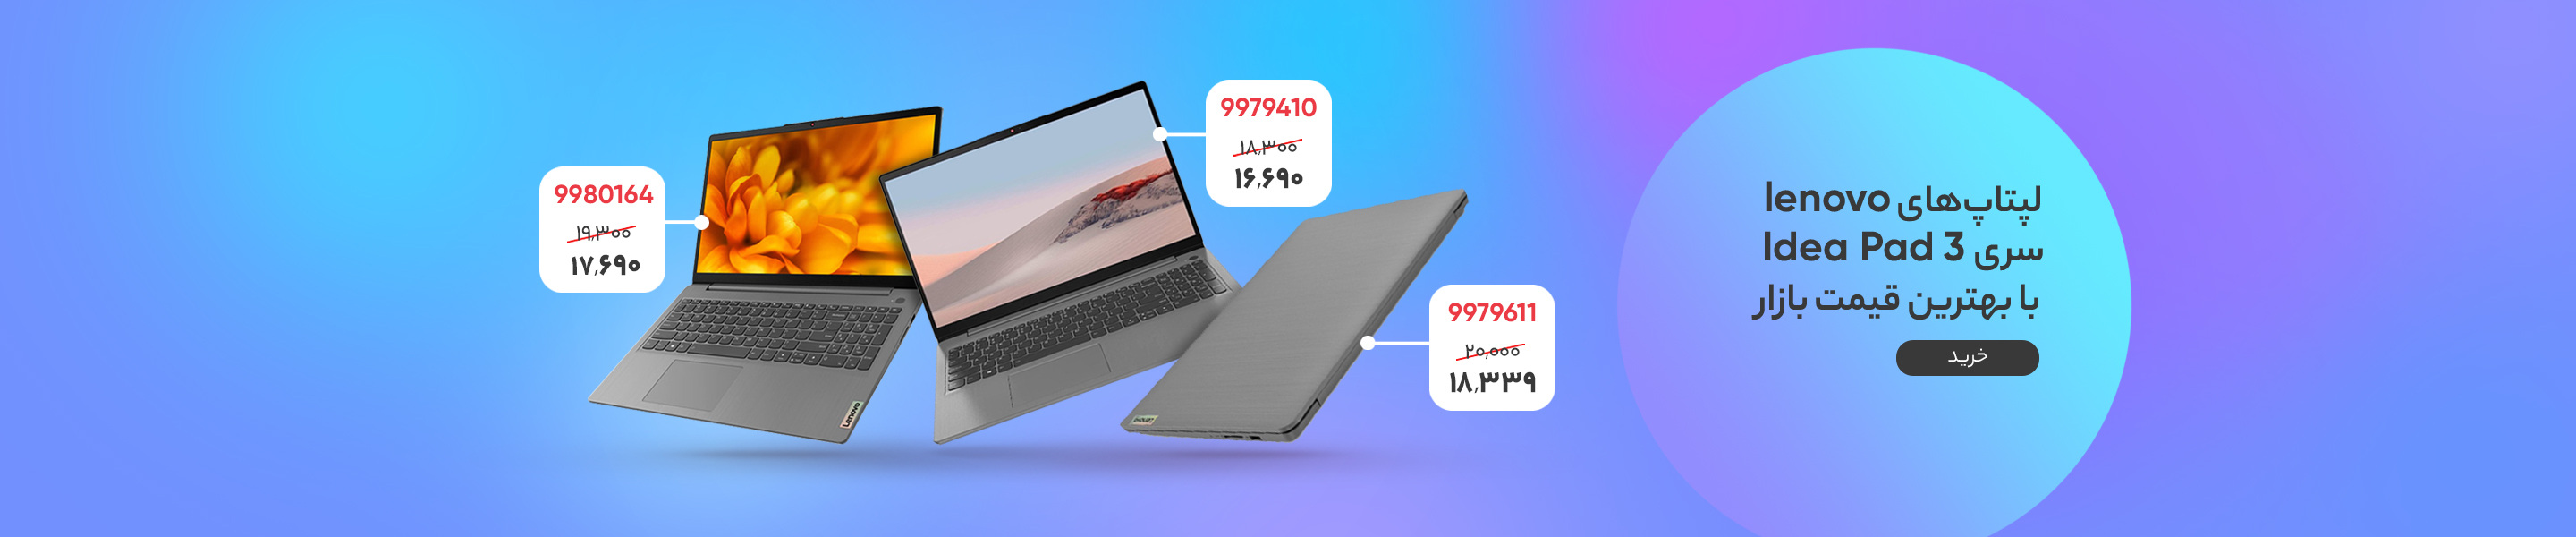 لپتاپ‌های lenovo
سری Idea Pad 3
با بهترین قیمت بازار
خرید
9979410
۱۸,۳۰۰
۱۶,۶۹۰
9980164
۱۹,۳۰۰
۱۷,۶۹۰
9979611
۲۰,۰۰۰
۱۸,۳۳۹
Lenovo